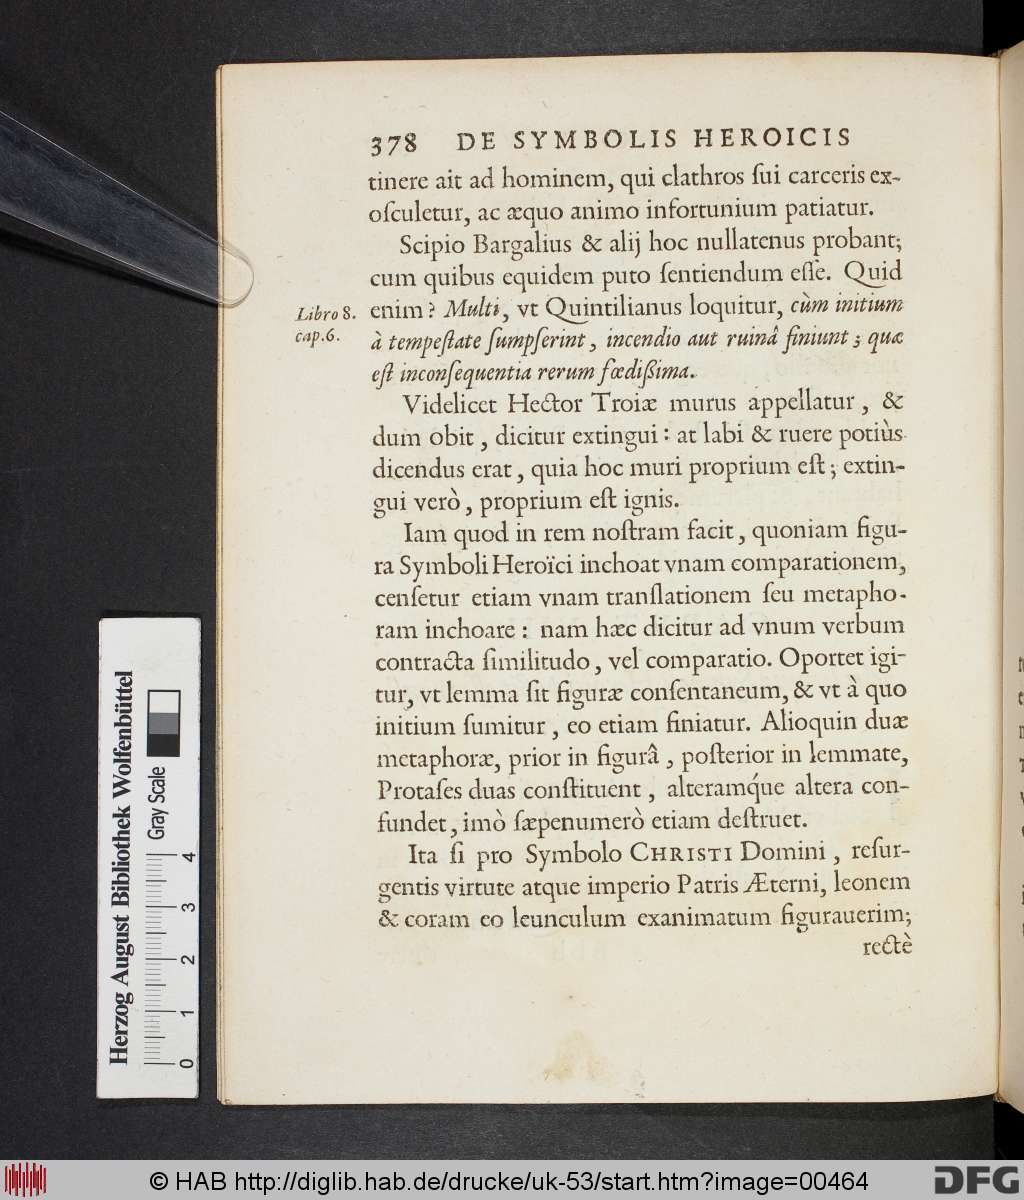 378 DE SYMBOLIS HEROICIS
tinere ait ad hominem, qui clathros ſui carceris ex-
oſculetur, ac æquo animo infortunium patiatur.
Scipio Bargalius & alij hoc nullatenus probant;
cum quibus equidem puto ſentiendum eſſe. Quid
Libro 8.
cap.6.
enim? Multi, vt Quintilianus loquitur, cùm initium
à tempeſtate ſumpſerint, incendio aut ruinâ finiunt; quæ
eſt inconſequentia rerum fœdißima.
Videlicet Hector Troiæ murus appellatur, &
dum obit, dicitur extingui: at labi & ruere potiùs
dicendus erat, quia hoc muri proprium eſt; extin-
gui verò, proprium eſt ignis.
Iam quod in rem noſtram facit, quoniam figu-
ra Symboli Heroïci inchoat vnam comparationem,
cenſetur etiam vnam tranſlationem ſeu metapho-
ram inchoare: nam hæc dicitur ad vnum verbum
contracta ſimilitudo, vel comparatio. Oportet igi-
tur, vt lemma ſit figuræ conſentaneum, & vt à quo
initium ſumitur, eo etiam finiatur. Alioquin duæ
metaphoræ, prior in figurâ, poſterior in lemmate,
Protaſes duas conſtituent, alteramq́ue altera con-
fundet, imò ſæpenumerò etiam deſtruet.
Ita ſi pro Symbolo CHRISTI Domini, reſur-
gentis virtute atque imperio Patris Æterni, leonem
& coram eo leunculum exanimatum figurauerim;
rectè
Herzog August Bibliothek Wolfenbüttel
Gray Scale
0 1 2 3 4
© HAB http://diglib.hab.de/drucke/uk-53/start.htm?image=00464
DFG